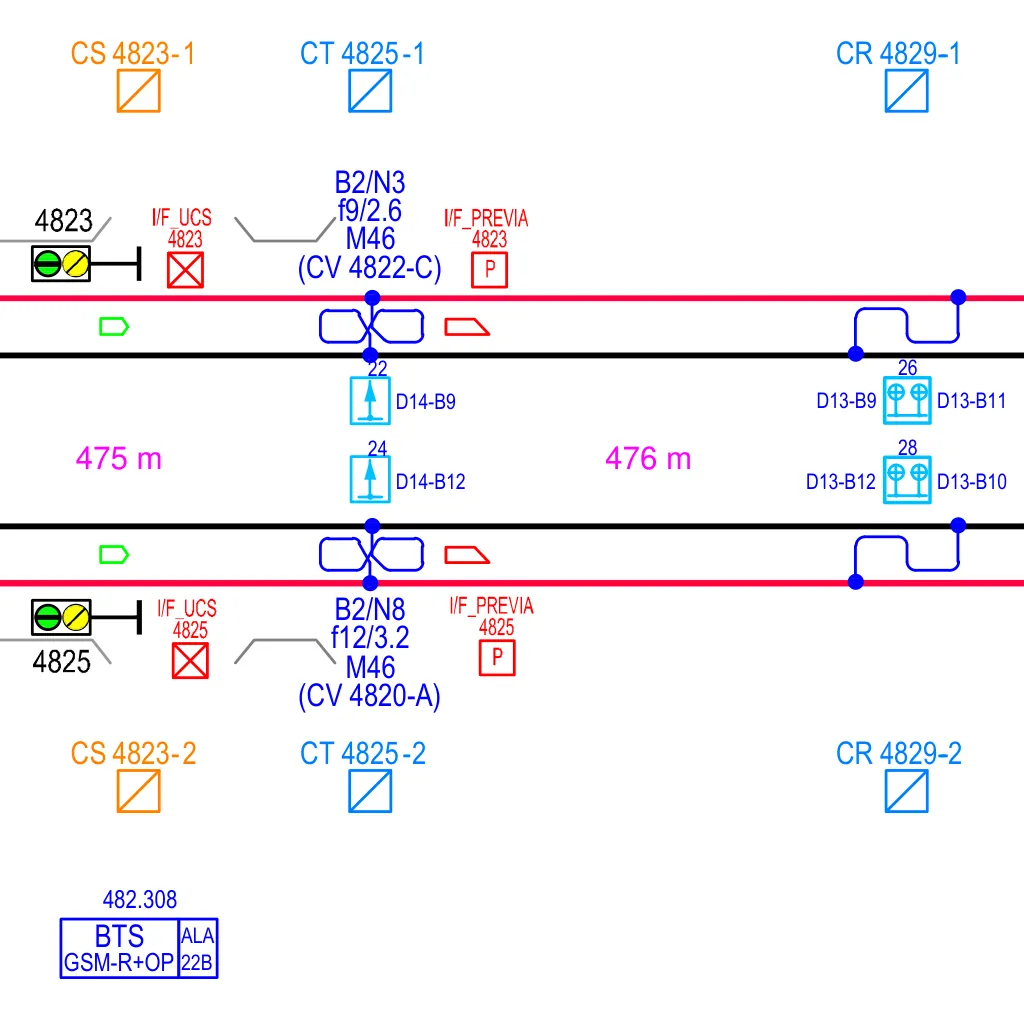 CS 4823-1
CT 4825-1
CR 4829-1
B2/N3
f9/2.6
M46
(CV 4822-C)
4823
I/F_UCS
4823
I/F_PREVIA
4823
P
22
D14-B9
26
D13-B9
D13-B11
475 m
476 m
24
D14-B12
28
D13-B12
D13-B10
I/F_UCS
4825
4825
B2/N8
f12/3.2
M46
(CV 4820-A)
I/F_PREVIA
4825
P
CS 4823-2
CT 4825-2
CR 4829-2
482.308
BTS
GSM-R+OP
ALA
22B